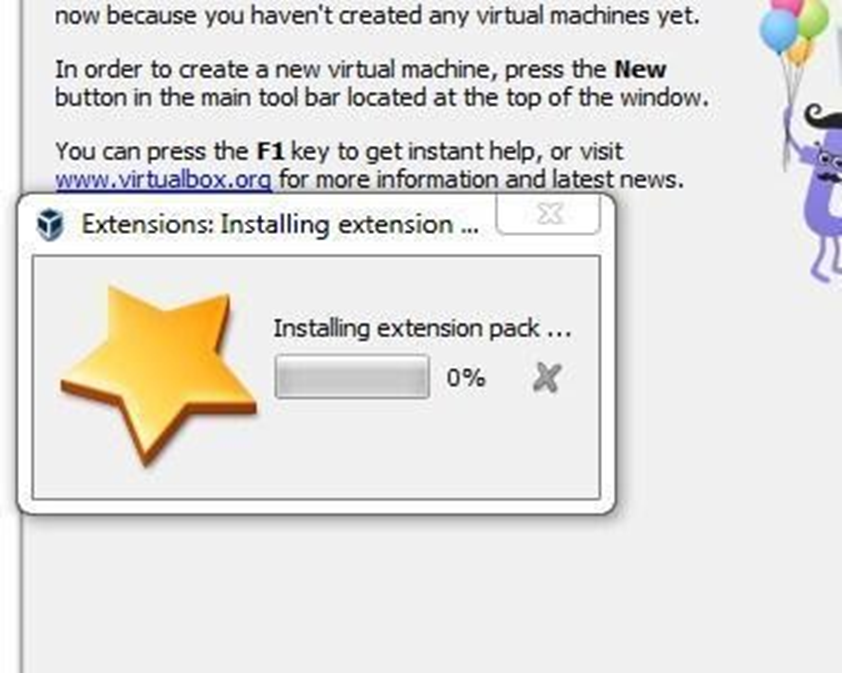 now because you haven't created any virtual machines yet.
In order to create a new virtual machine, press the New
button in the main tool bar located at the top of the window.
You can press the F1 key to get instant help, or visit
www.virtualbox.org for more information and latest news.
Extensions: Installing extension ...
Installing extension pack ...
0%